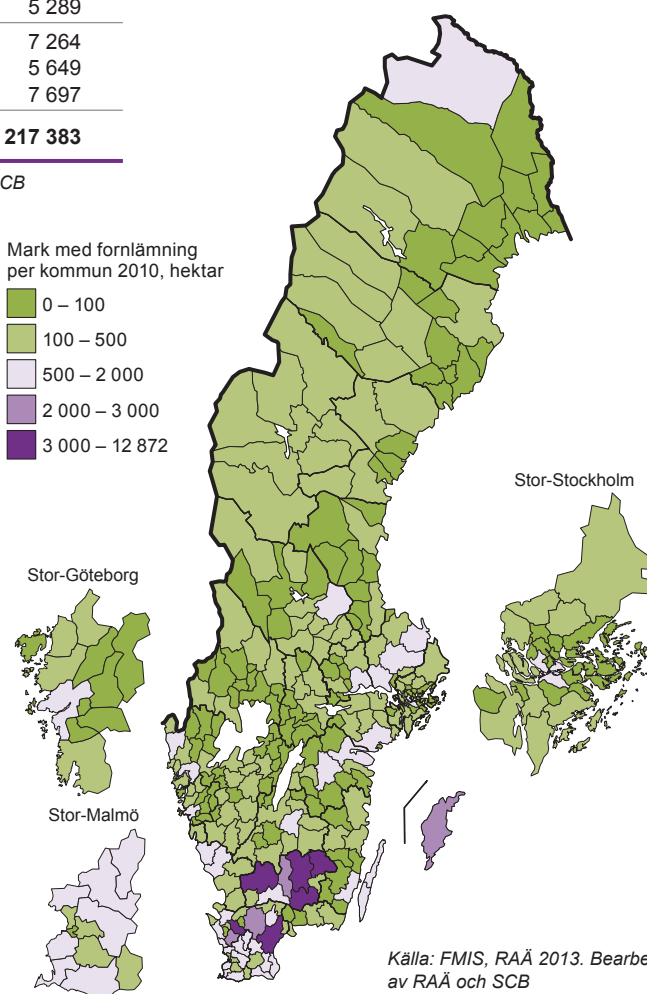 5 289
7 264
5 649
7 697
217 383
CB
Mark med fornlämning
per kommun 2010, hektar
0 – 100
100 – 500
500 – 2 000
2 000 – 3 000
3 000 – 12 872
Stor-Stockholm
Stor-Göteborg
Stor-Malmö
Källa: FMIS, RAÄ 2013. Bearbe
av RAÄ och SCB